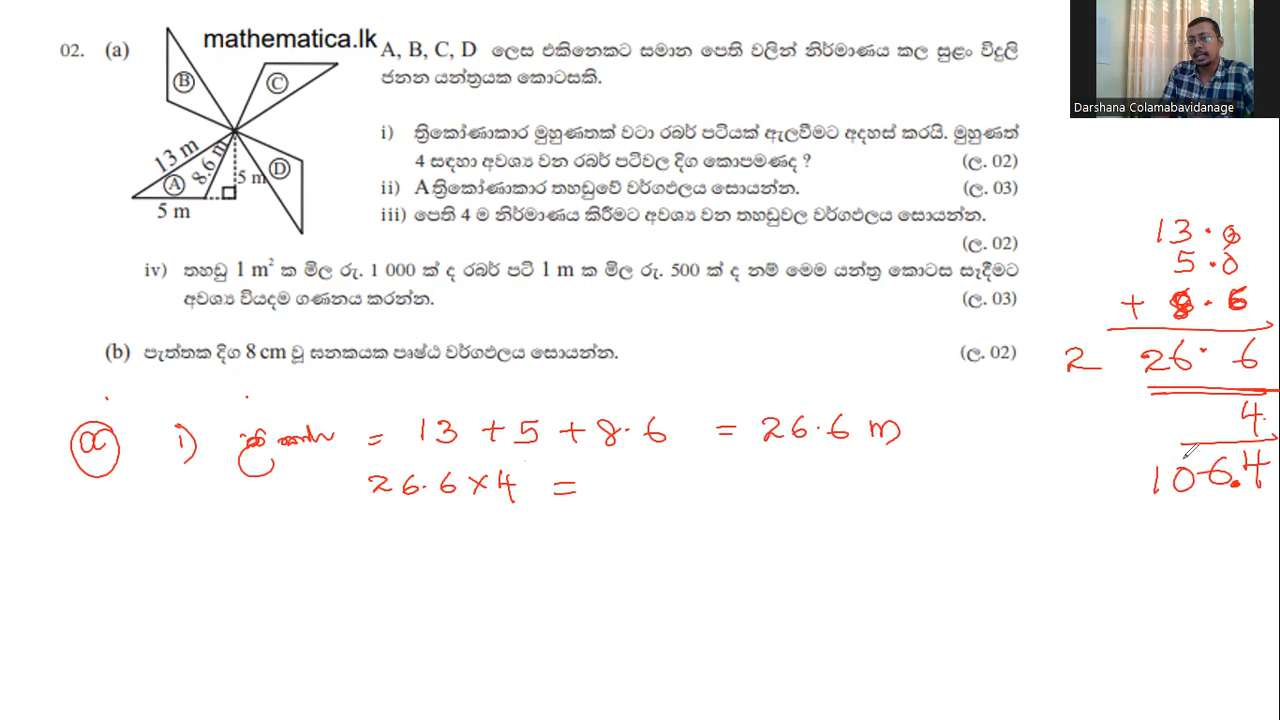 mathematica.lk
Darshana Colamabavidanage
02. (a) A, B, C, D ලෙස එකිනෙකට සමාන පෙති වලින් නිර්මාණය කල සුළං විදුලි
ජනන යන්ත්‍රයක කොටසකි.
B
C
A
D
13 m
8.6 m
5 m
5 m
i) ත්‍රිකෝණාකාර මුහුණතක් වටා රබර් පටියක් ඇලවීමට අදහස් කරයි. මුහුණත්
4 සඳහා අවශ්‍ය වන රබර් පටිවල දිග කොපමණද ? (ල. 02)
ii) A ත්‍රිකෝණාකාර තහඩුවේ වර්ගඵලය සොයන්න. (ල. 03)
iii) පෙති 4 ම නිර්මාණය කිරීමට අවශ්‍ය වන තහඩුවල වර්ගඵලය සොයන්න.
(ල. 02)
iv) තහඩු 1 m² ක මිල රු. 1 000 ක් ද රබර් පටි 1 m ක මිල රු. 500 ක් ද නම් මෙම යන්ත්‍ර කොටස සෑදීමට
අවශ්‍ය වියදම ගණනය කරන්න. (ල. 03)
(b) පැත්තක දිග 8 cm වූ ඝනකයක පෘෂ්ඨ වර්ගඵලය සොයන්න. (ල. 02)
i) = 13 + 5 + 8.6 = 26.6 m
26.6 × 4 =
13.0
5.0
+ 8.6
2 26.6
4
106.4